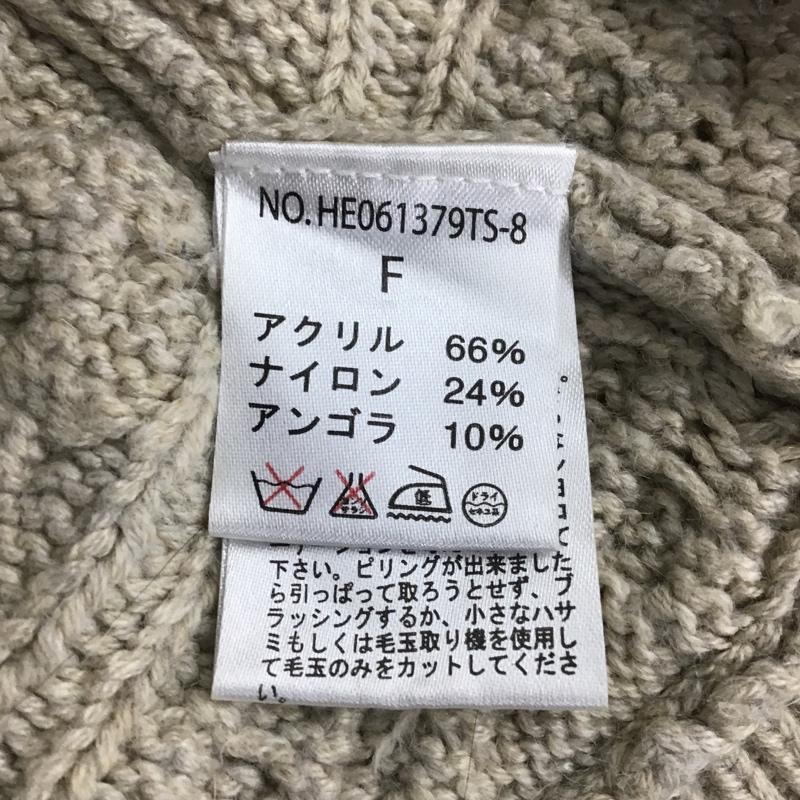 NO.HE061379TS-8
F
アクリル 66%
ナイロン 24%
アンゴラ 10%
低
ドライ
セキユ系
下さい。ピリングが出来ました
ら引っぱって取ろうとせず、ブ
ラッシングするか、小さなハサ
ミもしくは毛玉取り機を使用し
て毛玉のみをカットしてくださ
い。